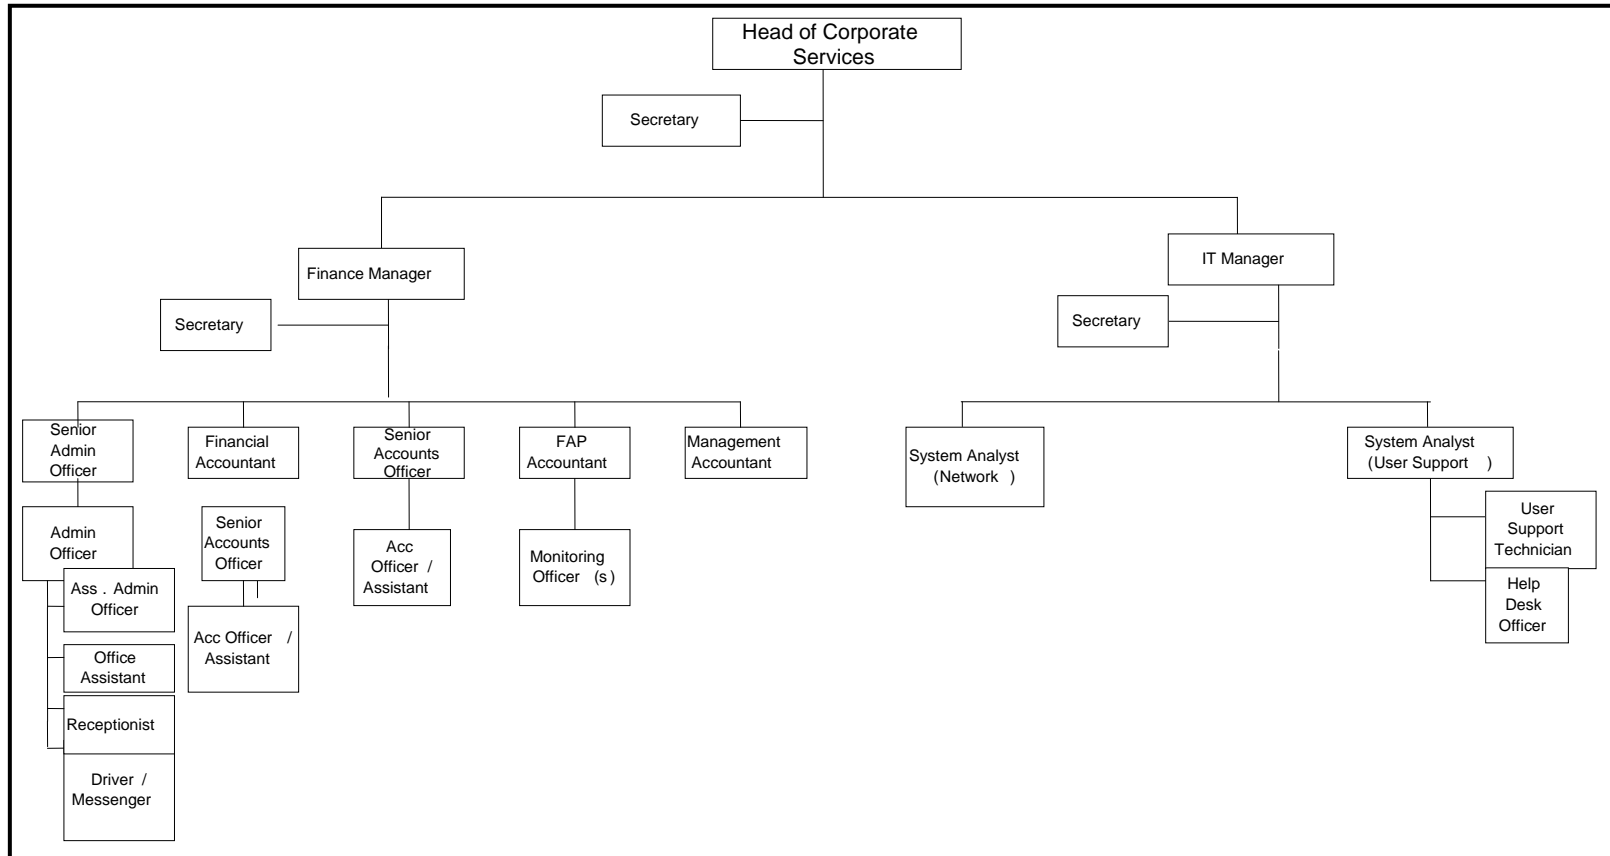 Head of Corporate
Services
Secretary
Finance Manager
IT Manager
Secretary
Secretary
Senior
Admin
Officer
Financial
Accountant
Senior
Accounts
Officer
FAP
Accountant
Management
Accountant
System Analyst
(Network )
System Analyst
(User Support )
Admin
Officer
Senior
Accounts
Officer
Acc
Officer /
Assistant
Monitoring
Officer (s)
User
Support
Technician
Ass . Admin
Officer
Help
Desk
Officer
Acc Officer /
Assistant
Office
Assistant
Receptionist
Driver /
Messenger